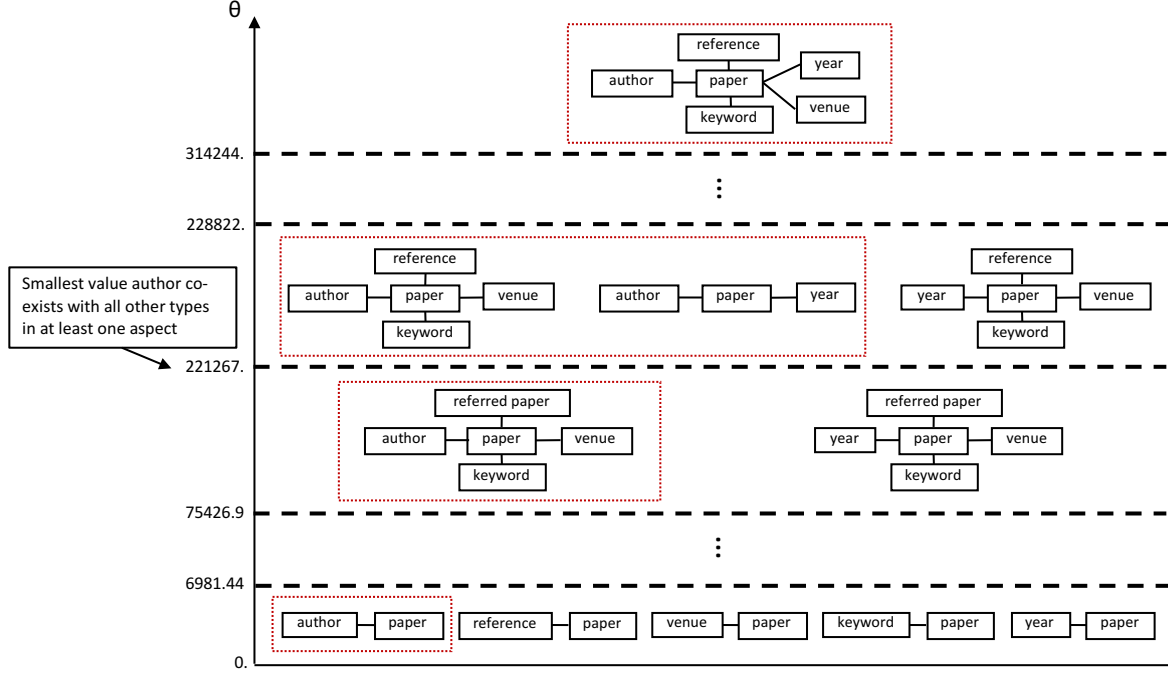 θ
reference
year
author
paper
venue
keyword
314244.
⋮
228822.
reference
reference
author
paper
venue
author
paper
year
year
paper
venue
keyword
keyword
Smallest value author co-
exists with all other types
in at least one aspect
221267.
referred paper
referred paper
author
paper
venue
year
paper
venue
keyword
keyword
75426.9
⋮
6981.44
author
paper
reference
paper
venue
paper
keyword
paper
year
paper
0.